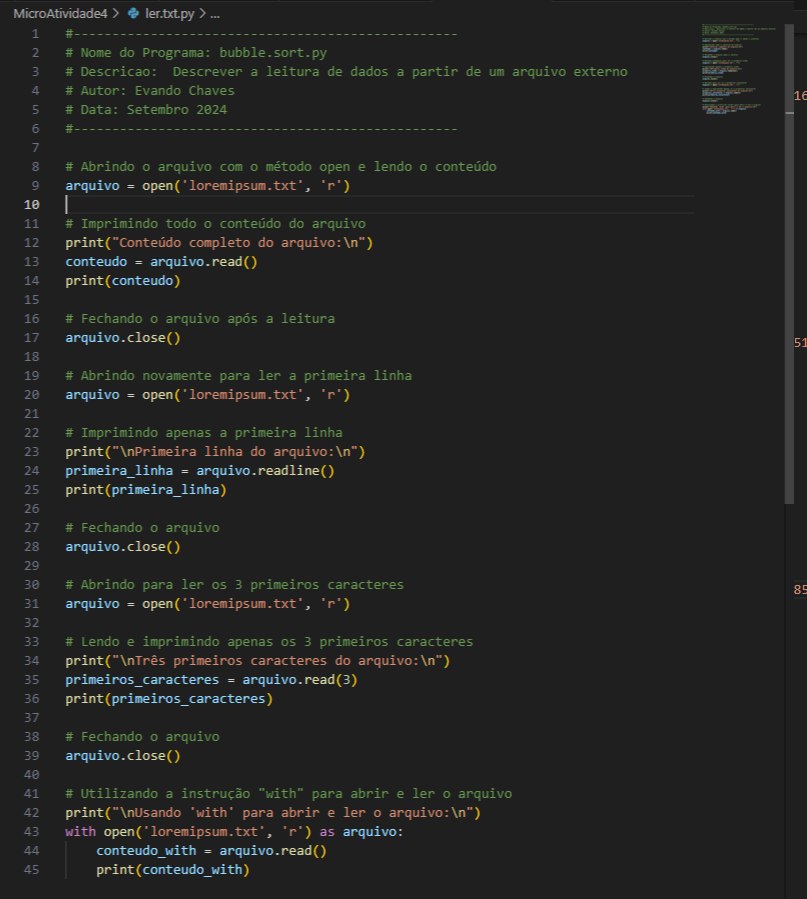 MicroAtividade4 > ler.txt.py > ...
1 #--------------------------------------------------
2 # Nome do Programa: bubble.sort.py
3 # Descricao:  Descrever a leitura de dados a partir de um arquivo externo
4 # Autor: Evando Chaves
5 # Data: Setembro 2024
6 #--------------------------------------------------
7
8 # Abrindo o arquivo com o método open e lendo o conteúdo
9 arquivo = open('loremipsum.txt', 'r')
10
11 # Imprimindo todo o conteúdo do arquivo
12 print("Conteúdo completo do arquivo:\n")
13 conteudo = arquivo.read()
14 print(conteudo)
15
16 # Fechando o arquivo após a leitura
17 arquivo.close()
18
19 # Abrindo novamente para ler a primeira linha
20 arquivo = open('loremipsum.txt', 'r')
21
22 # Imprimindo apenas a primeira linha
23 print("\nPrimeira linha do arquivo:\n")
24 primeira_linha = arquivo.readline()
25 print(primeira_linha)
26
27 # Fechando o arquivo
28 arquivo.close()
29
30 # Abrindo para ler os 3 primeiros caracteres
31 arquivo = open('loremipsum.txt', 'r')
32
33 # Lendo e imprimindo apenas os 3 primeiros caracteres
34 print("\nTrês primeiros caracteres do arquivo:\n")
35 primeiros_caracteres = arquivo.read(3)
36 print(primeiros_caracteres)
37
38 # Fechando o arquivo
39 arquivo.close()
40
41 # Utilizando a instrução "with" para abrir e ler o arquivo
42 print("\nUsando 'with' para abrir e ler o arquivo:\n")
43 with open('loremipsum.txt', 'r') as arquivo:
44     conteudo_with = arquivo.read()
45     print(conteudo_with)
16
51
85